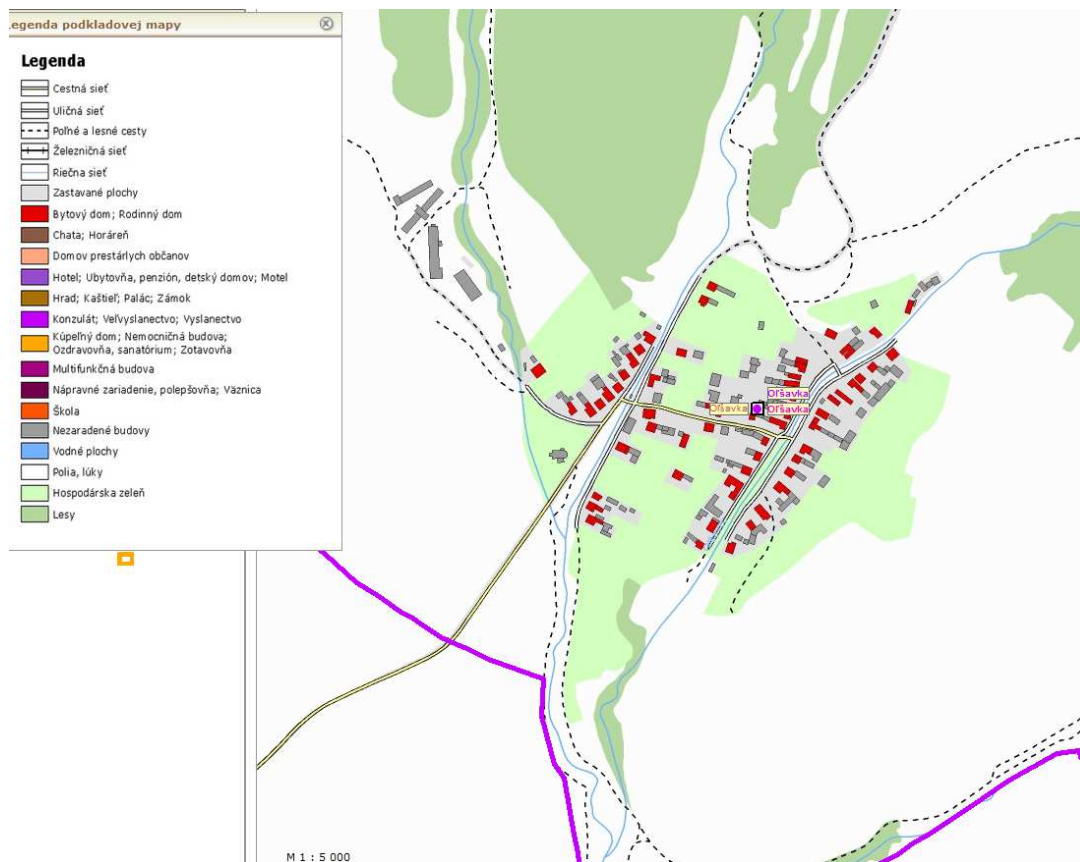 Legenda podkladovej mapy
Legenda
Cestná sieť
Uličná sieť
Poľné a lesné cesty
Železničná sieť
Riečna sieť
Zastavané plochy
Bytový dom; Rodinný dom
Chata; Horáreň
Domov prestárlych občanov
Hotel; Ubytovňa, penzión, detský domov; Motel
Hrad; Kaštieľ; Palác; Zámok
Konzulát; Veľvyslanectvo; Vyslanectvo
Kúpeľný dom; Nemocničná budova;
Ozdravovňa, sanatórium; Zotavovňa
Multifunkčná budova
Nápravné zariadenie, polepšovňa; Väznica
Škola
Nezaradené budovy
Vodné plochy
Polia, lúky
Hospodárska zeleň
Lesy
Oľšavka
Oľšavka
Oľšavka
M 1 : 5 000